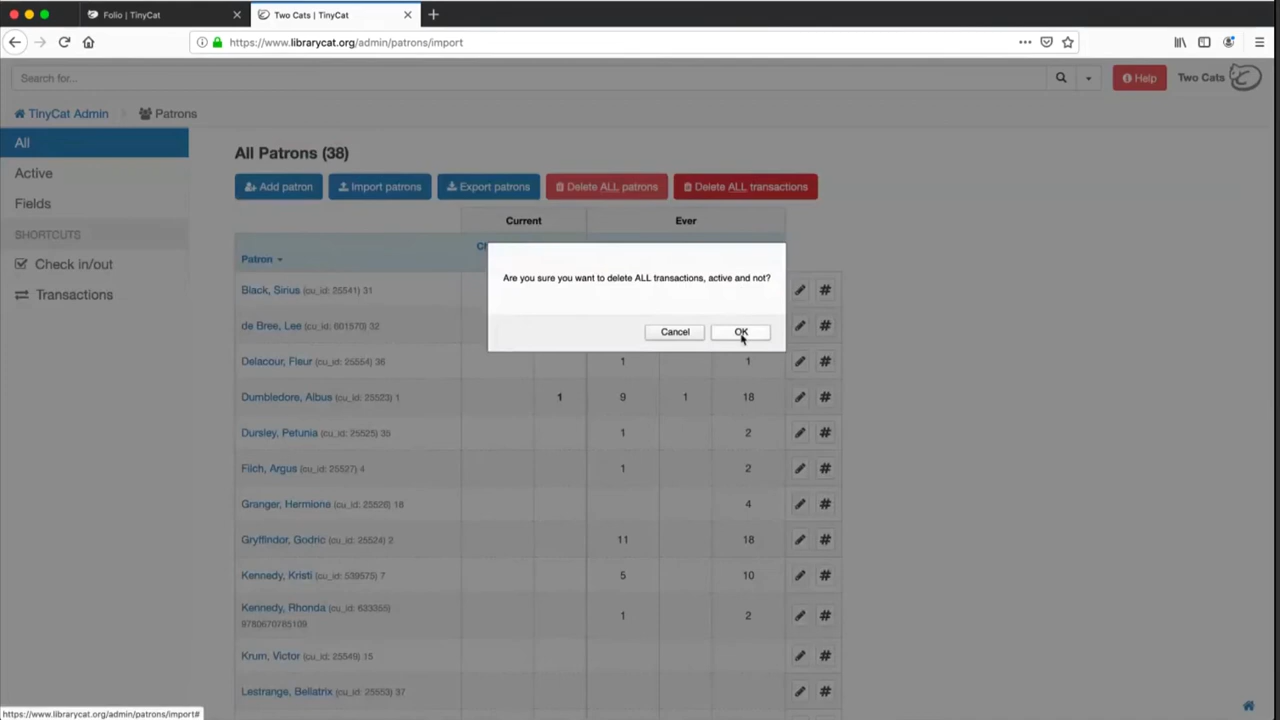 Folio | TinyCat
Two Cats | TinyCat
https://www.librarycat.org/admin/patrons/import
Search for...
Help
Two Cats
TinyCat Admin
Patrons
All
Active
Fields
SHORTCUTS
Check in/out
Transactions
All Patrons (38)
Add patron
Import patrons
Export patrons
Delete ALL patrons
Delete ALL transactions
Current
Ever
Patron
Are you sure you want to delete ALL transactions, active and not?
Cancel
OK
Black, Sirius (cu_id: 25541) 31
de Bree, Lee (cu_id: 601570) 32
Delacour, Fleur (cu_id: 25554) 36 1 1
Dumbledore, Albus (cu_id: 25523) 1 1 9 1 18
Dursley, Petunia (cu_id: 25525) 35 1 2
Filch, Argus (cu_id: 25527) 4 1 2
Granger, Hermione (cu_id: 25526) 18 4
Gryffindor, Godric (cu_id: 25524) 2 11 18
Kennedy, Kristi (cu_id: 539575) 7 5 10
Kennedy, Rhonda (cu_id: 633355)
9780670785109 1 2
Krum, Victor (cu_id: 25549) 15
Lestrange, Bellatrix (cu_id: 25553) 37
https://www.librarycat.org/admin/patrons/import#